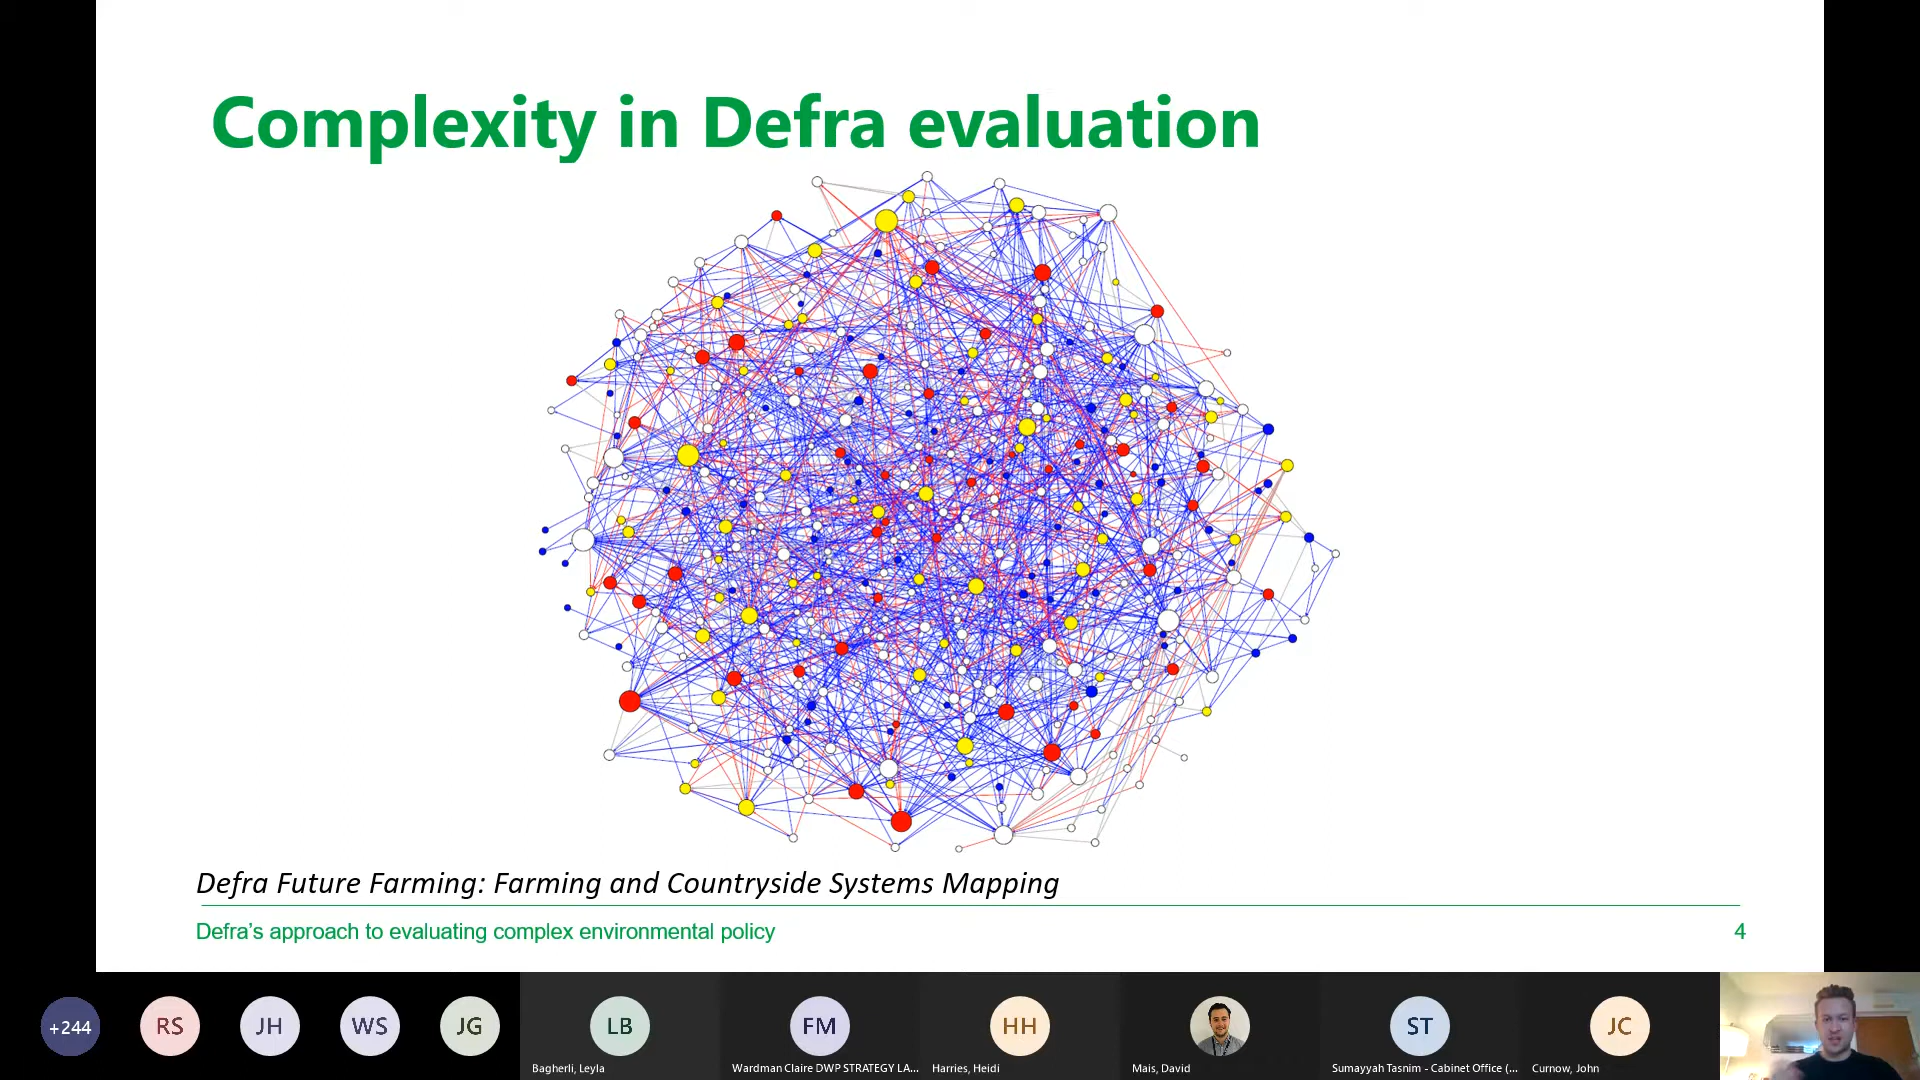 Complexity in Defra evaluation
Defra Future Farming: Farming and Countryside Systems Mapping
Defra's approach to evaluating complex environmental policy
4
+244
RS
JH
WS
JG
LB
FM
HH
ST
JC
Bagherli, Leyla
Wardman Claire DWP STRATEGY LA...
Harries, Heidi
Mais, David
Sumayyah Tasnim - Cabinet Office (...
Curnow, John